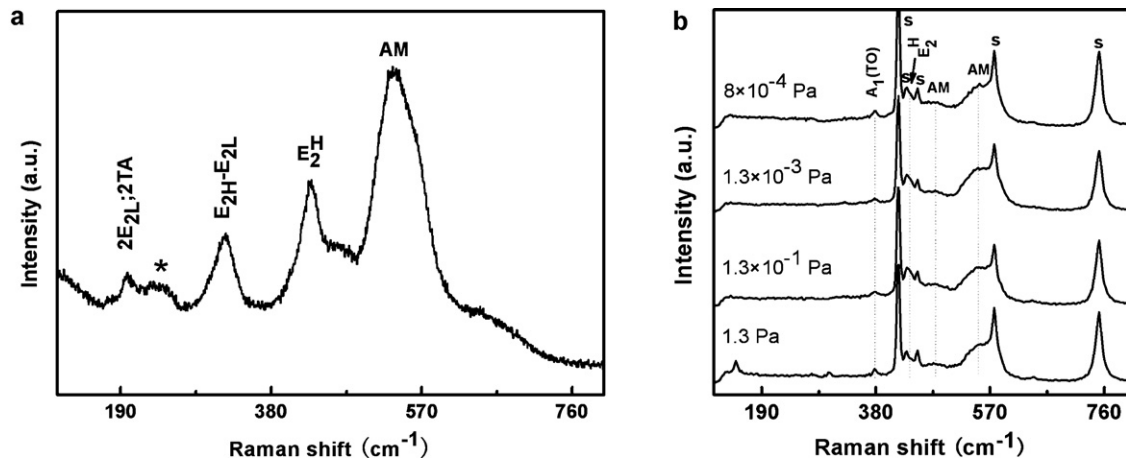 a
AM
E₂ᴴ
E₂H-E₂L
2E₂L;2TA
*
Intensity (a.u.)
190 380 570 760
Raman shift (cm⁻¹)
b
s
H
E₂
A₁(TO)
s s
AM
AM
s
s
8×10⁻⁴ Pa
1.3×10⁻³ Pa
1.3×10⁻¹ Pa
1.3 Pa
Intensity (a.u.)
190 380 570 760
Raman shift (cm⁻¹)